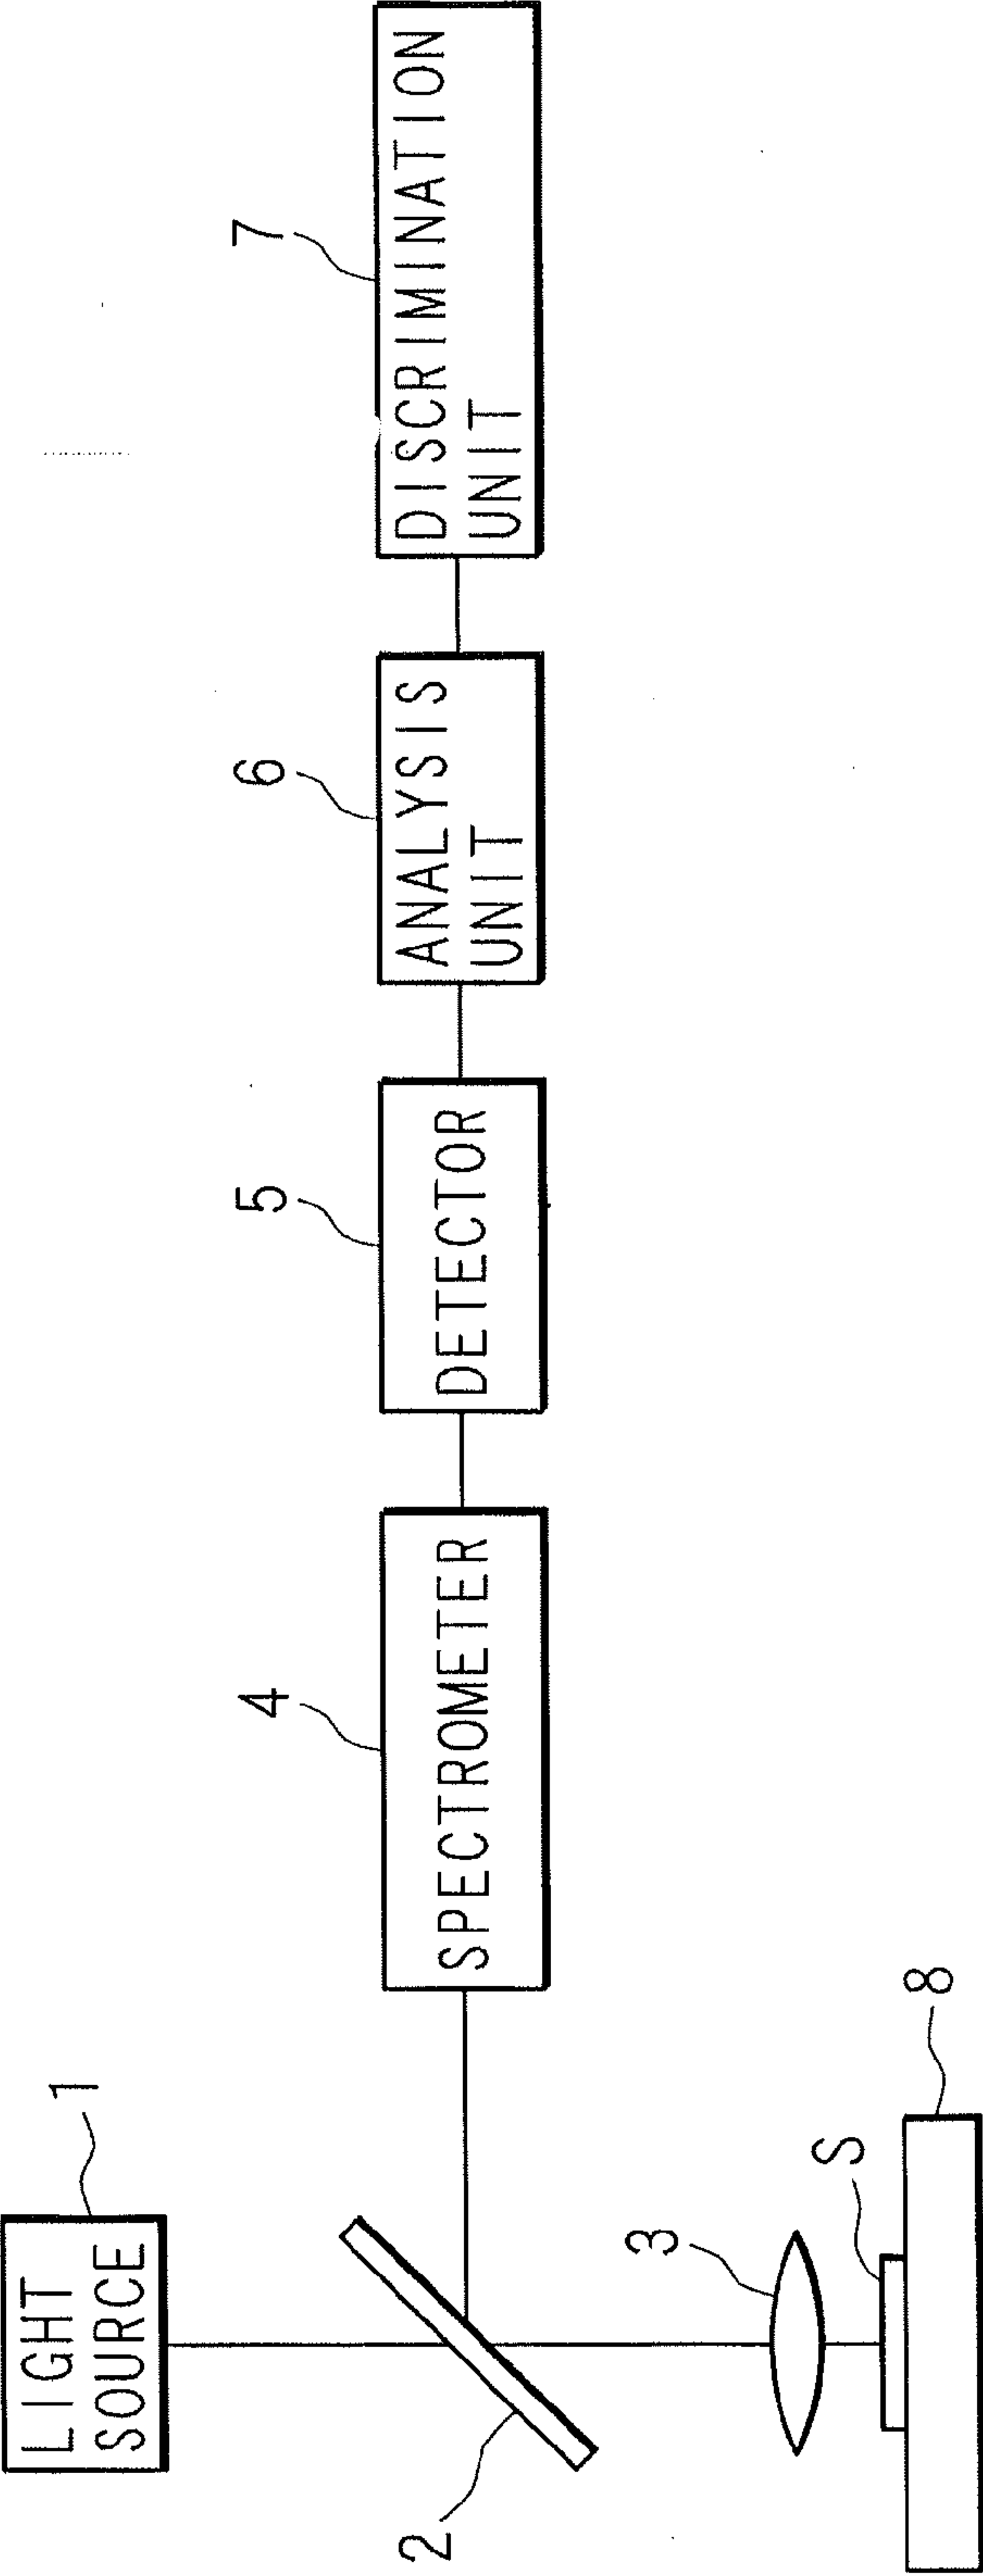 1
LIGHT
SOURCE
2
3
S
8
4
SPECTROMETER
5
DETECTOR
6
ANALYSIS
UNIT
7
DISCRIMINATION
UNIT